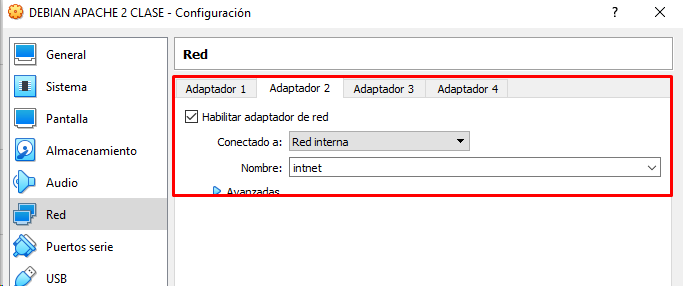 DEBIAN APACHE 2 CLASE - Configuración
?
General
Sistema
Pantalla
Almacenamiento
Audio
Red
Puertos serie
USB
Red
Adaptador 1 Adaptador 2 Adaptador 3 Adaptador 4
Habilitar adaptador de red
Conectado a: Red interna
Nombre: intnet
Avanzadas